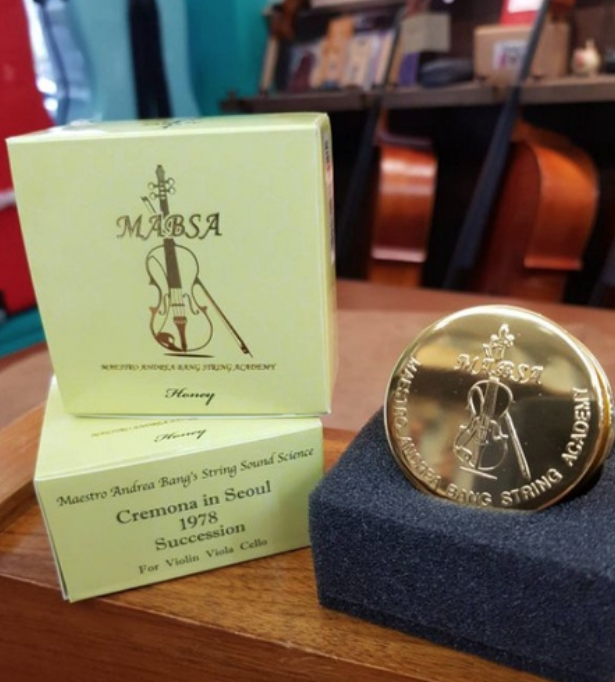 MABSA
MAESTRO ANDREA BANG STRING ACADEMY
Honey
Honey
Maestro Andrea Bang's String Sound Science
Cremona in Seoul
1978
Succession
For Violin Viola Cello
MABSA
MAESTRO ANDREA BANG STRING ACADEMY